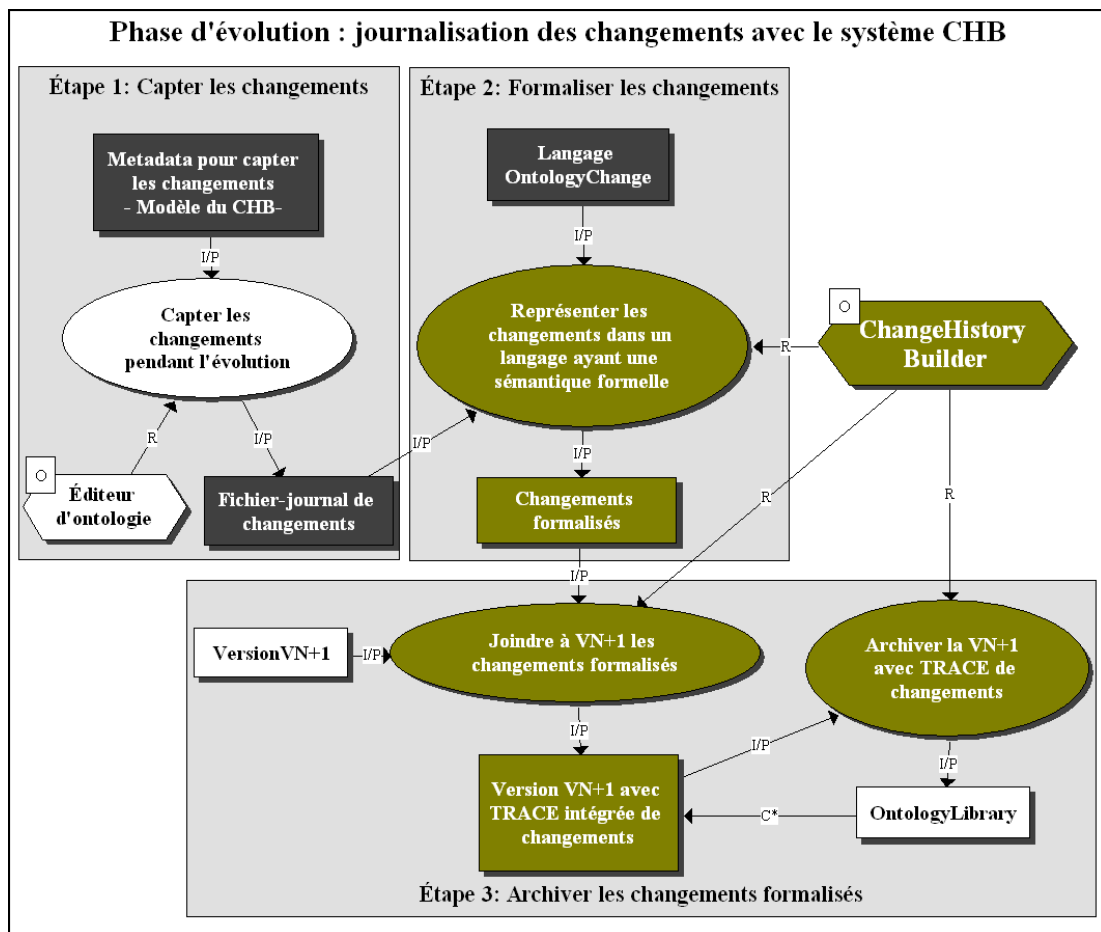 Phase d'évolution : journalisation des changements avec le système CHB
Étape 1: Capter les changements
Metadata pour capter
les changements
- Modèle du CHB-
I/P
Capter les
changements
pendant l'évolution
R
I/P
O
Éditeur
d'ontologie
Fichier-journal de
changements
I/P
Étape 2: Formaliser les changements
Langage
OntologyChange
I/P
Représenter les
changements dans un
langage ayant une
sémantique formelle
I/P
Changements
formalisés
I/P
O
ChangeHistory
Builder
R
R
R
VersionVN+1
I/P
Joindre à VN+1 les
changements formalisés
I/P
Version VN+1 avec
TRACE intégrée de
changements
I/P
Archiver la VN+1
avec TRACE de
changements
I/P
OntologyLibrary
C*
Étape 3: Archiver les changements formalisés